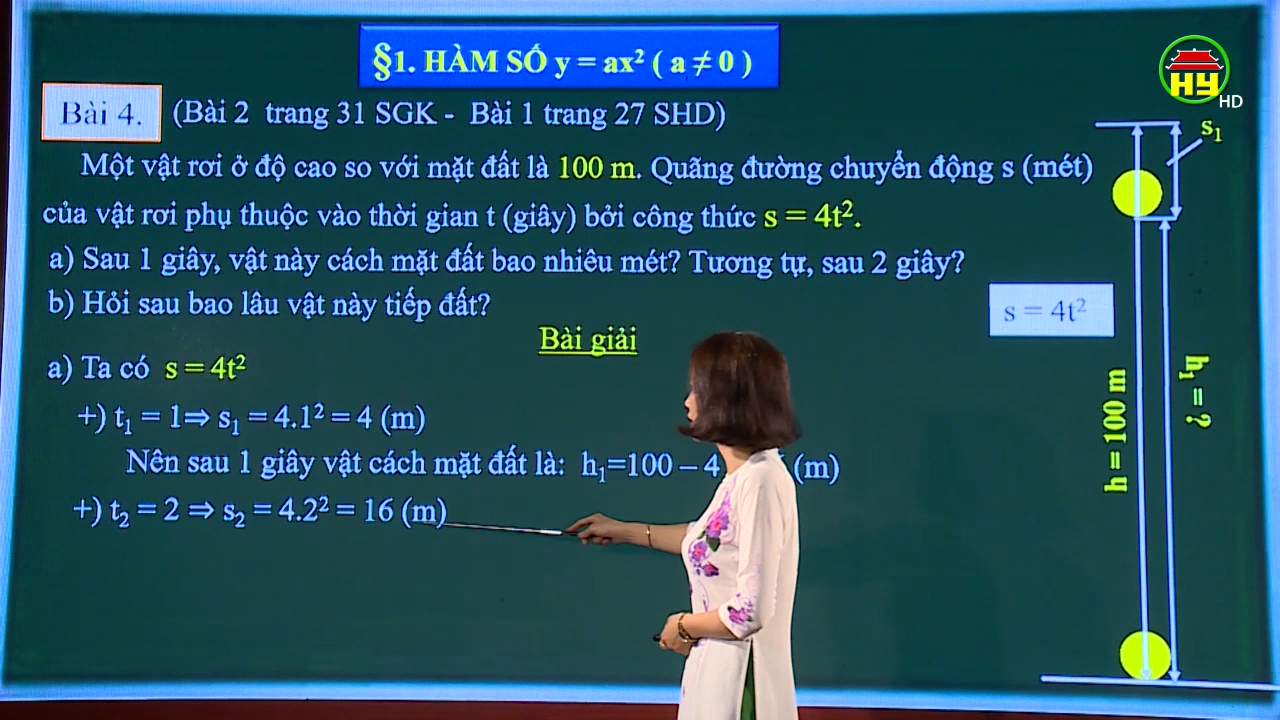 §1. HÀM SỐ y = ax² ( a ≠ 0 )
HY
HD
Bài 4. (Bài 2 trang 31 SGK - Bài 1 trang 27 SHD)
s₁
Một vật rơi ở độ cao so với mặt đất là 100 m. Quãng đường chuyển động s (mét)
của vật rơi phụ thuộc vào thời gian t (giây) bởi công thức s = 4t².
a) Sau 1 giây, vật này cách mặt đất bao nhiêu mét? Tương tự, sau 2 giây?
b) Hỏi sau bao lâu vật này tiếp đất?
s = 4t²
Bài giải
a) Ta có s = 4t²
+) t₁ = 1⇒ s₁ = 4.1² = 4 (m)
Nên sau 1 giây vật cách mặt đất là: h₁=100 – 4 (m)
+) t₂ = 2 ⇒ s₂ = 4.2² = 16 (m)
h = 100 m
h₁ = ?